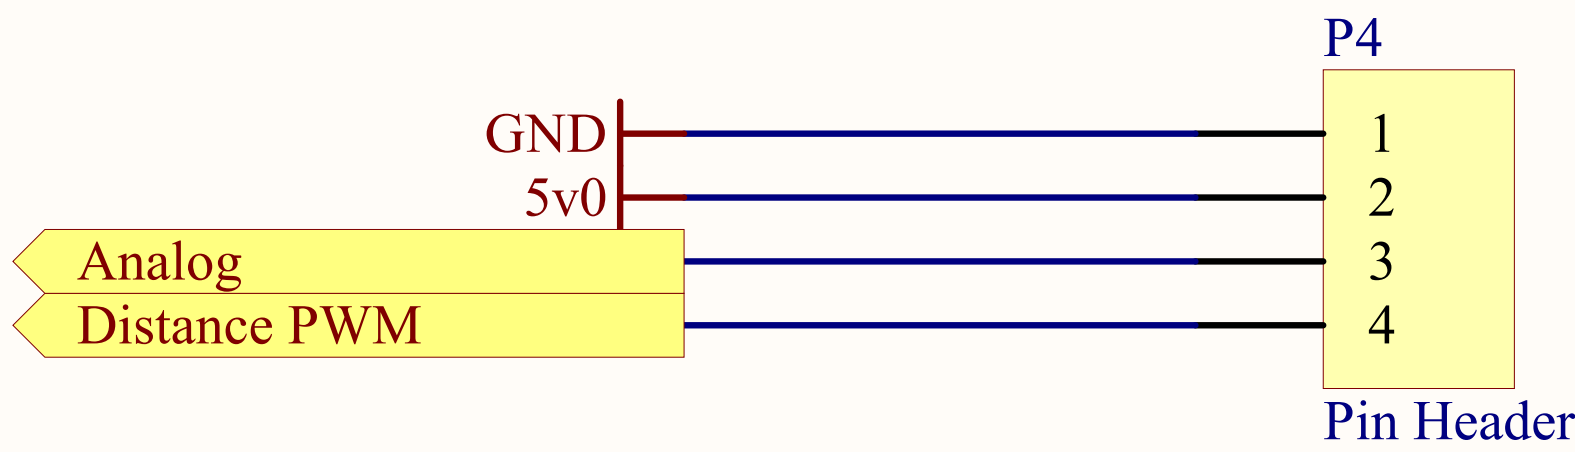 P4
GND
1
5v0
2
Analog
3
Distance PWM
4
Pin Header